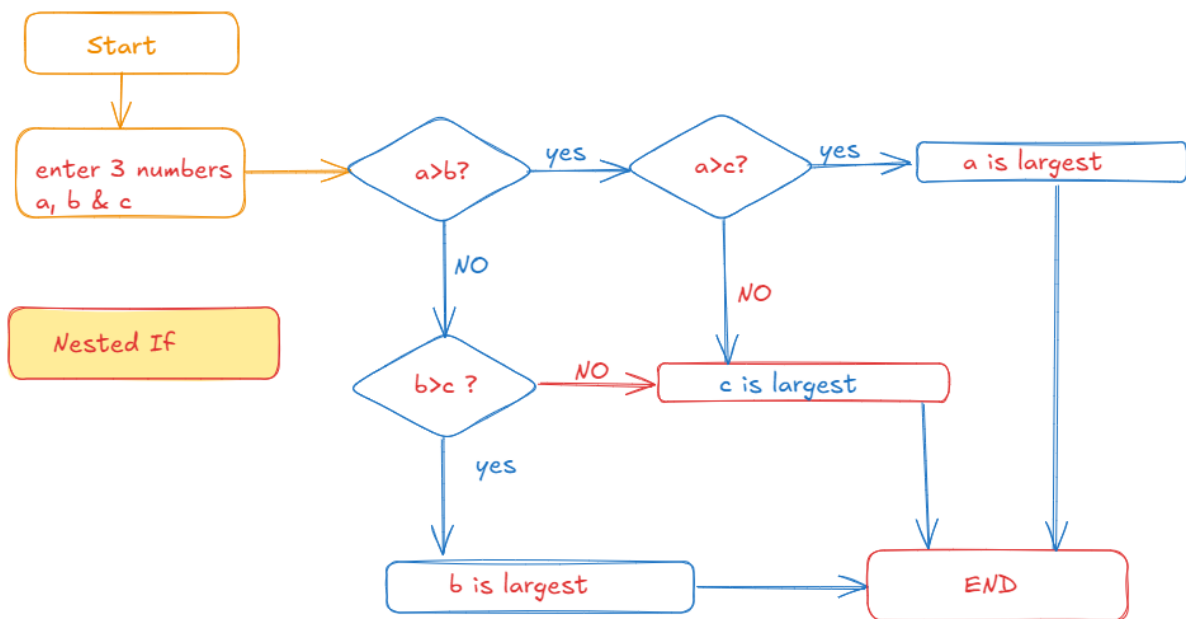 Start
enter 3 numbers
a, b & c
a>b?
yes
a>c?
yes
a is largest
NO
NO
Nested If
b>c ?
NO
c is largest
yes
b is largest
END